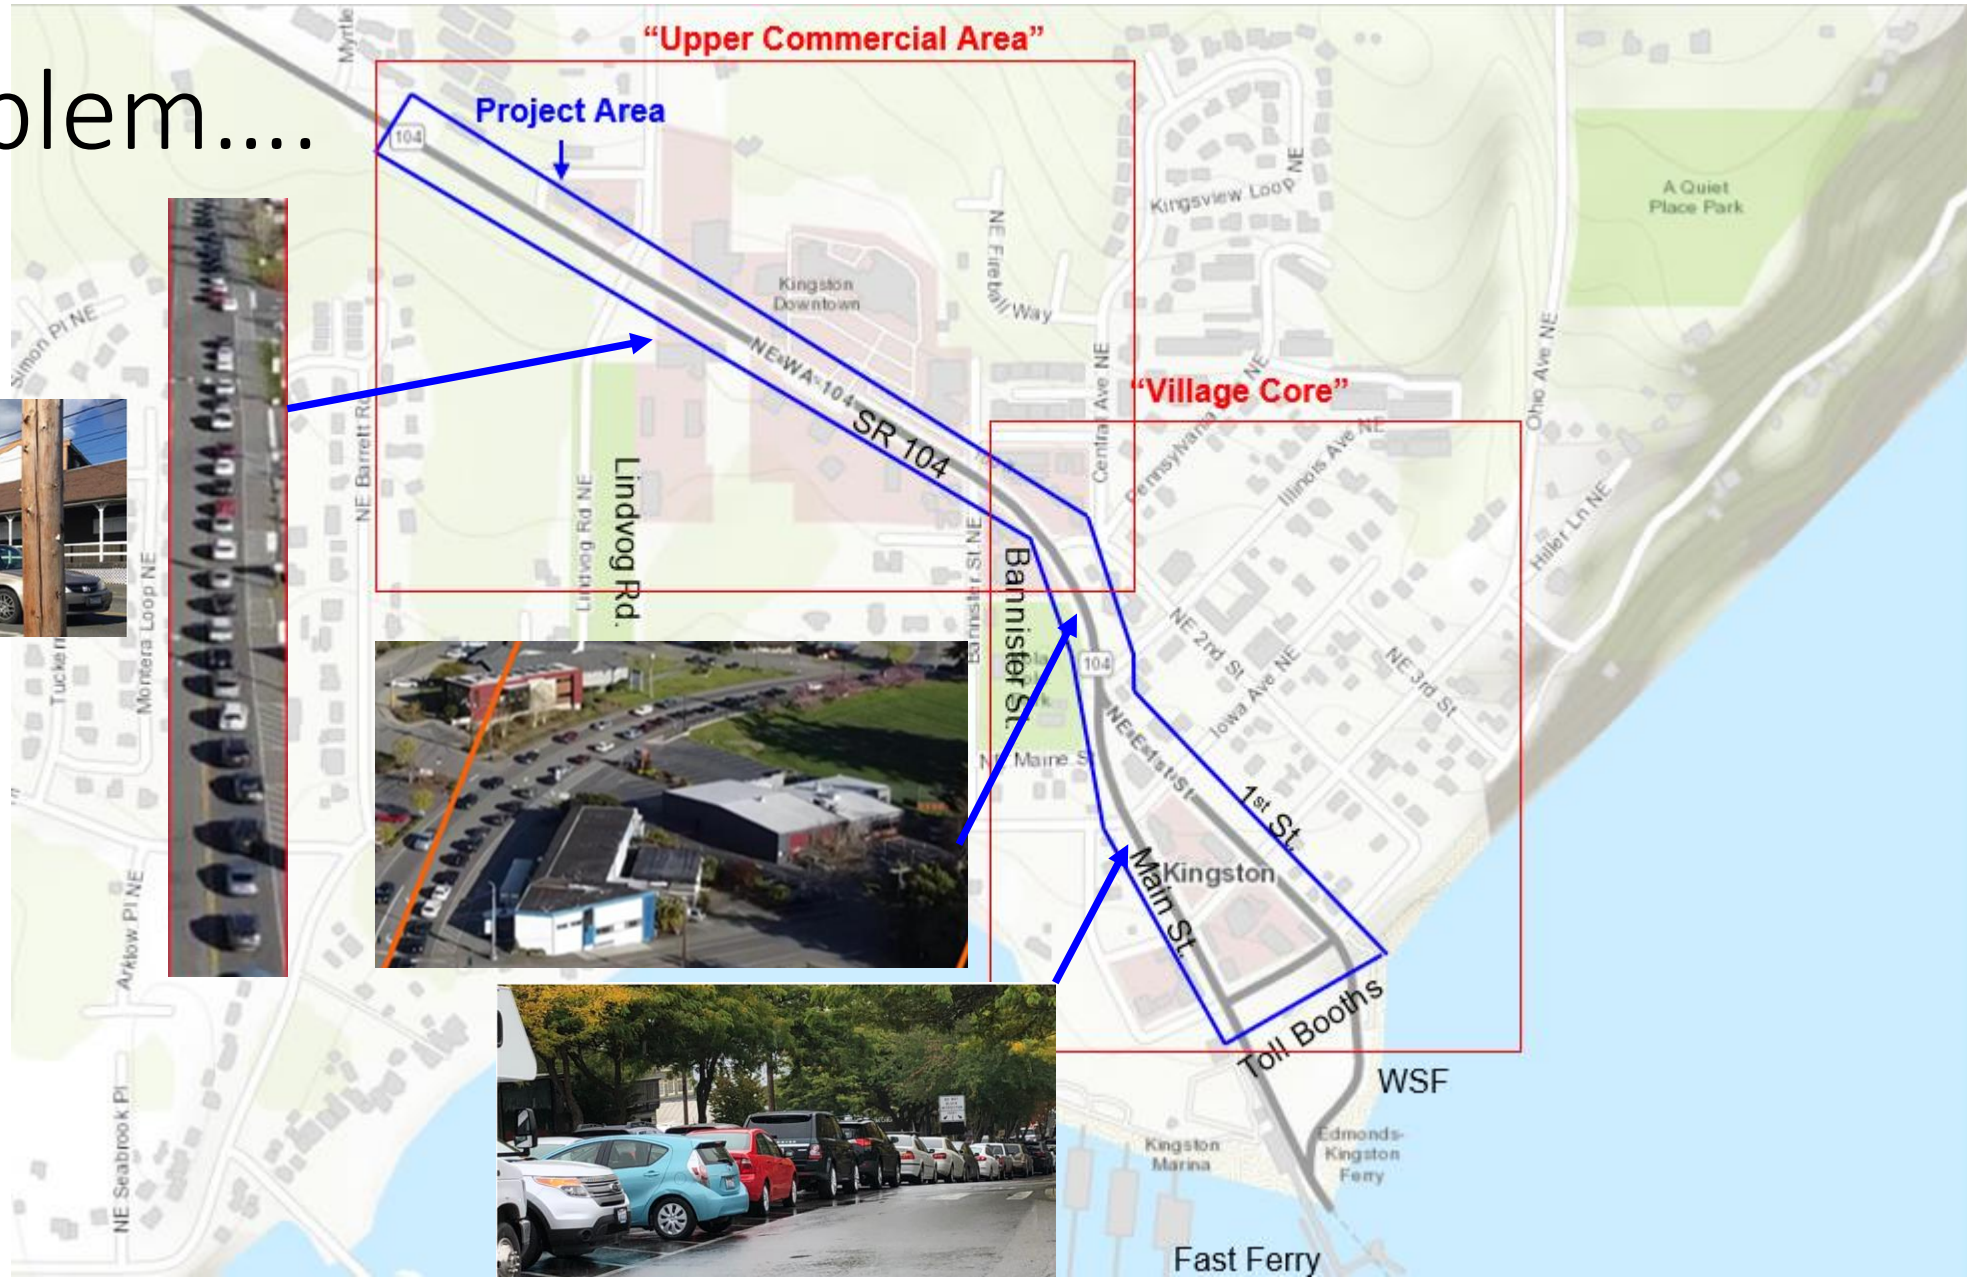 blem....
“Upper Commercial Area”
Project Area
104
Myrtle
Kingsview Loop NE
A Quiet
Place Park
NE Fireball Way
Kingston
Downtown
Simon Pl NE
NE Barrett Rd
NE-WA-104
SR 104
Central Ave NE
“Village Core”
Pennsylvania
NE
Illinois Ave NE
Ohio Ave NE
Hiller Ln NE
Lindvog Rd NE
Lindvog Rd.
Bannister St NE
Bannister St.
Montera Loop NE
104
NE 2nd St
Iowa Ave NE
NE 3rd St
NE Maine St
NE-E-1st-St
1st St.
Kingston
Main St.
Arklow Pl NE
Toll Booths
WSF
NE Seabrook Pl
Kingston
Marina
Edmonds-
Kingston
Ferry
Fast Ferry